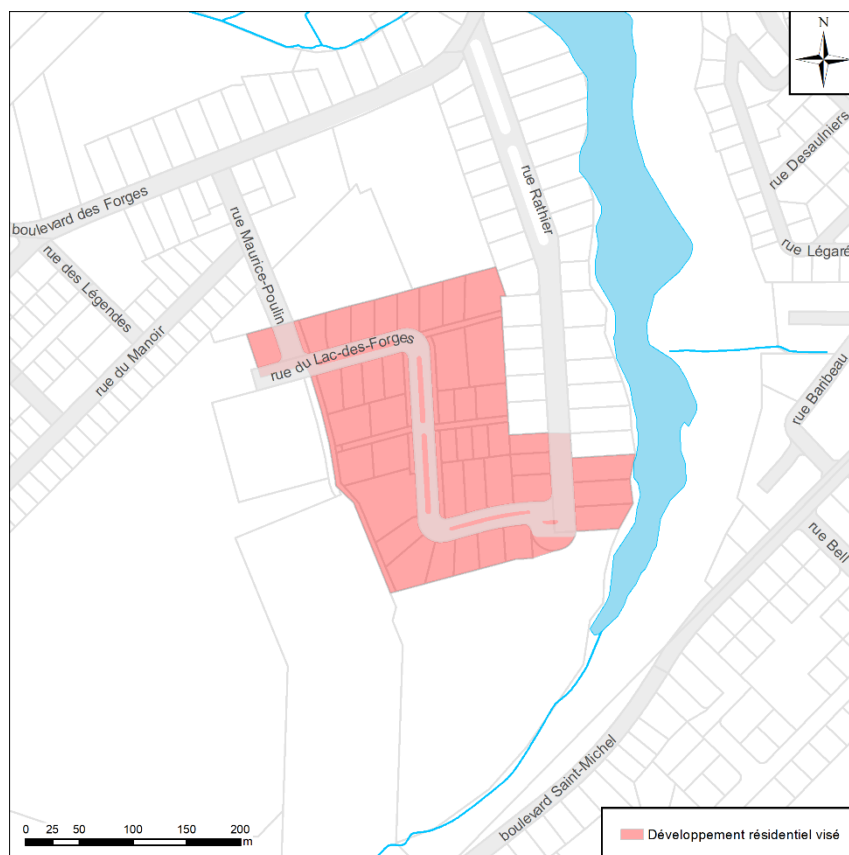 N
rue Desaulniers
rue Rathier
boulevard des Forges
rue Maurice-Poulin
rue Légaré
rue des Légendes
rue du Manoir
rue du Lac-des-Forges
rue Baribeau
rue Bell
boulevard Saint-Michel
0 25 50 100 150 200
m
Développement résidentiel visé